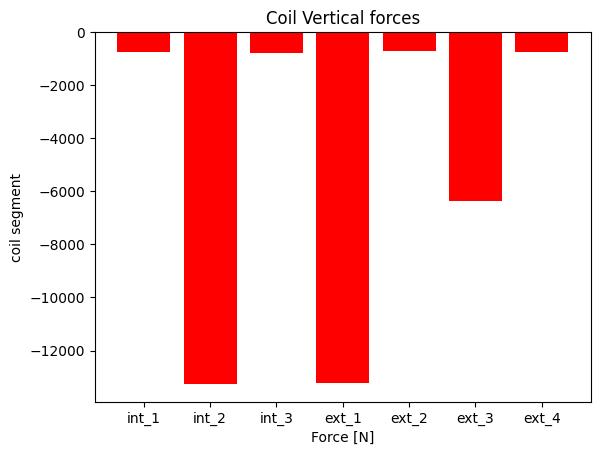 Coil Vertical forces
0
−2000
−4000
−6000
−8000
−10000
−12000
coil segment
int_1 int_2 int_3 ext_1 ext_2 ext_3 ext_4
Force [N]